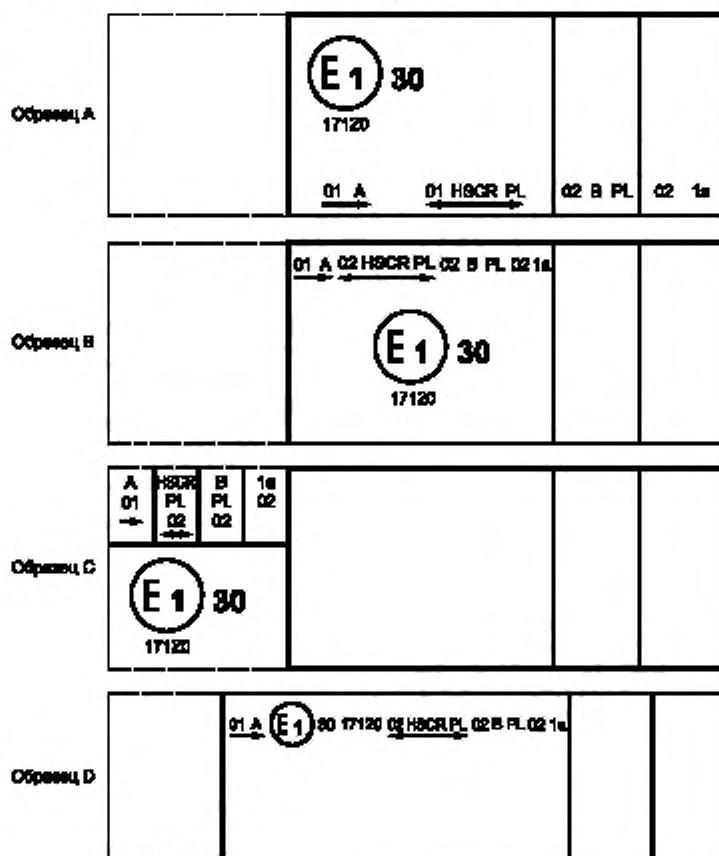 Образец A
E 1 30
17120
01 A 01 HSCR PL 02 B PL 02 1a
Образец B
01 A 02 HSCR PL 02 B PL 02 1a
E 1 30
17120
Образец C
A HSCR B 1a
01 PL PL 02
02 02
E 1 30
17120
Образец D
01 A E 1 30 17120 02 HSCR PL 02 B PL 02 1a